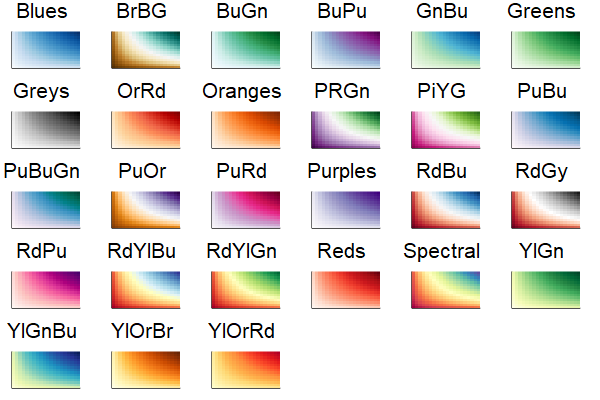 Blues BrBG BuGn BuPu GnBu Greens
Greys OrRd Oranges PRGn PiYG PuBu
PuBuGn PuOr PuRd Purples RdBu RdGy
RdPu RdYlBu RdYlGn Reds Spectral YlGn
YlGnBu YlOrBr YlOrRd